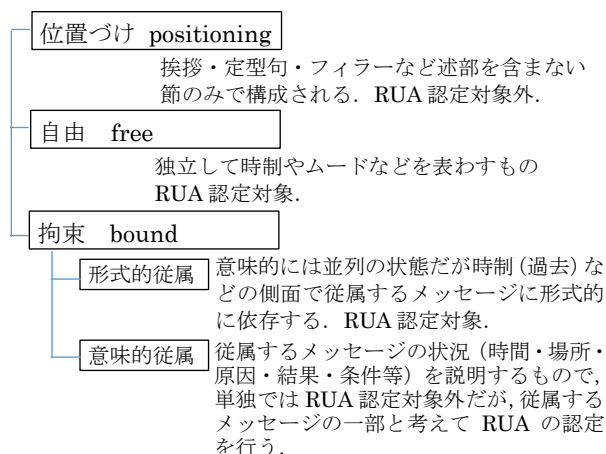 位置づけ positioning
挨拶・定型句・フィラーなど述部を含まない
節のみで構成される．RUA 認定対象外．
自由 free
独立して時制やムードなどを表わすもの
RUA 認定対象．
拘束 bound
形式的従属
意味的には並列の状態だが時制（過去）な
どの側面で従属するメッセージに形式的
に依存する．RUA 認定対象．
意味的従属
従属するメッセージの状況（時間・場所・
原因・結果・条件等）を説明するもので，
単独では RUA 認定対象外だが，従属する
メッセージの一部と考えて RUA の認定
を行う．